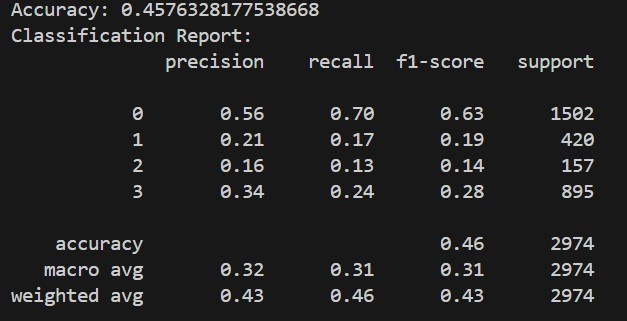 Accuracy: 0.4576328177538668
Classification Report:
precision recall f1-score support
0 0.56 0.70 0.63 1502
1 0.21 0.17 0.19 420
2 0.16 0.13 0.14 157
3 0.34 0.24 0.28 895
accuracy 0.46 2974
macro avg 0.32 0.31 0.31 2974
weighted avg 0.43 0.46 0.43 2974